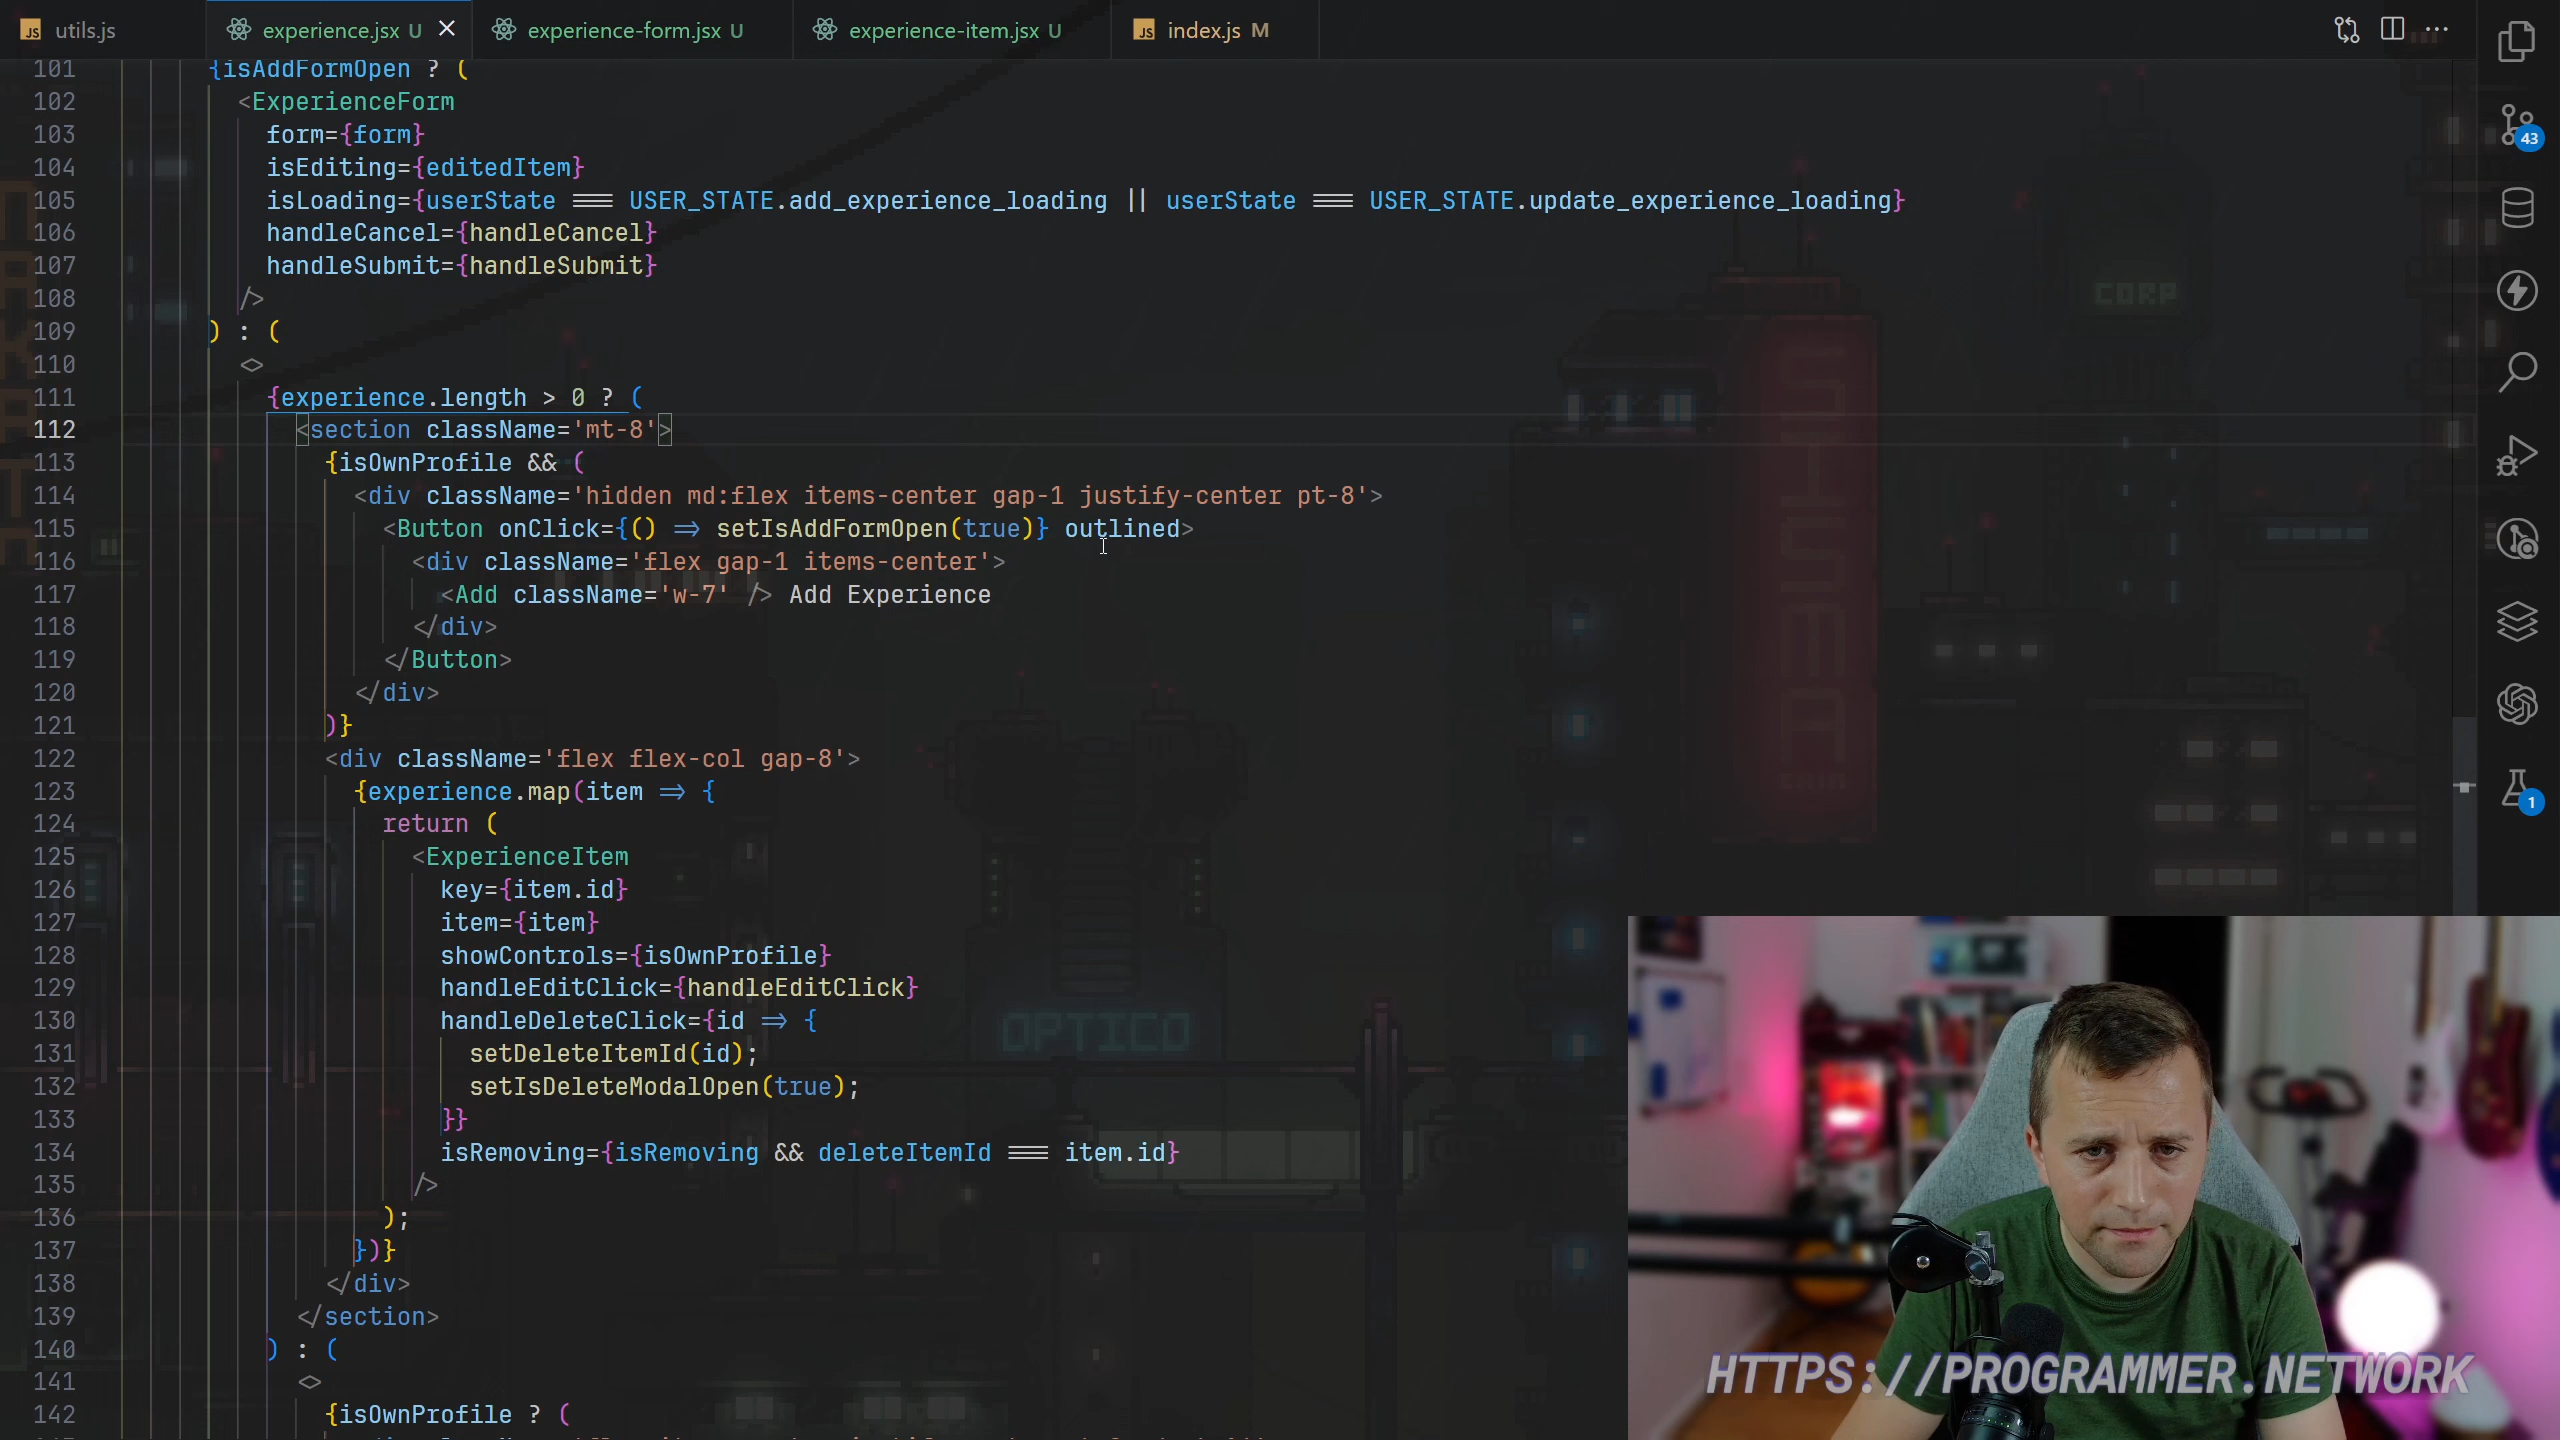 utils.js
experience.jsx U
experience-form.jsx U
experience-item.jsx U
index.js M
101 {isAddFormOpen ? (
102 <ExperienceForm
103 form={form}
104 isEditing={editedItem}
105 isLoading={userState === USER_STATE.add_experience_loading || userState === USER_STATE.update_experience_loading}
106 handleCancel={handleCancel}
107 handleSubmit={handleSubmit}
108 />
109 ) : (
110 <>
111 {experience.length > 0 ? (
112 <section className='mt-8'>
113 {isOwnProfile && (
114 <div className='hidden md:flex items-center gap-1 justify-center pt-8'>
115 <Button onClick={() => setIsAddFormOpen(true)} outlined>
116 <div className='flex gap-1 items-center'>
117 <Add className='w-7' /> Add Experience
118 </div>
119 </Button>
120 </div>
121 )}
122 <div className='flex flex-col gap-8'>
123 {experience.map(item => {
124 return (
125 <ExperienceItem
126 key={item.id}
127 item={item}
128 showControls={isOwnProfile}
129 handleEditClick={handleEditClick}
130 handleDeleteClick={id => {
131 setDeleteItemId(id);
132 setIsDeleteModalOpen(true);
133 }}
134 isRemoving={isRemoving && deleteItemId === item.id}
135 />
136 );
137 })}
138 </div>
139 </section>
140 ) : (
141 <>
142 {isOwnProfile ? (
43
1
CORP
OPTICO
HTTPS://PROGRAMMER.NETWORK